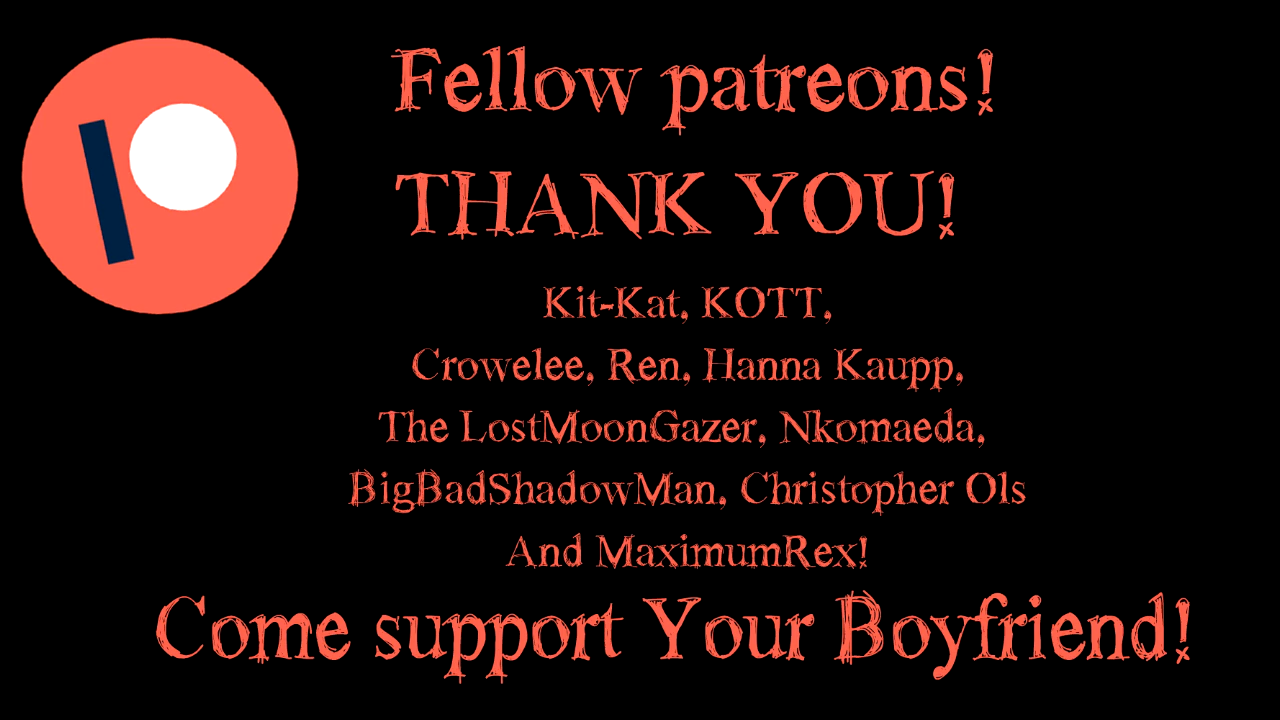 Fellow patreons!
THANK YOU!
Kit-Kat, KOTT,
Crowelee, Ren, Hanna Kaupp,
The LostMoonGazer, Nkomaeda,
BigBadShadowMan, Christopher Ols
And MaximumRex!
Come support Your Boyfriend!